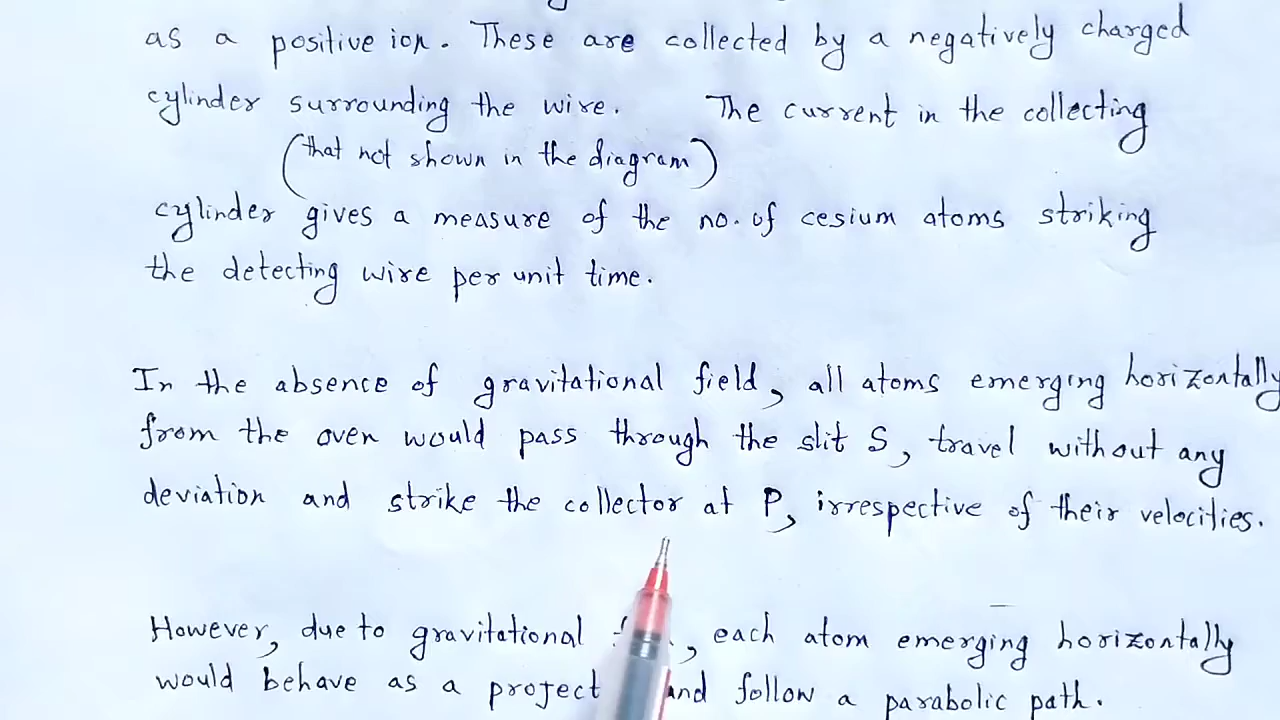 as a positive ion. These are collected by a negatively charged
cylinder surrounding the wire. The current in the collecting
(that not shown in the diagram)
cylinder gives a measure of the no. of cesium atoms striking
the detecting wire per unit time.
In the absence of gravitational field, all atoms emerging horizontally
from the oven would pass through the slit S, travel without any
deviation and strike the collector at P, irrespective of their velocities.
However, due to gravitational , each atom emerging horizontally
would behave as a project and follow a parabolic path.